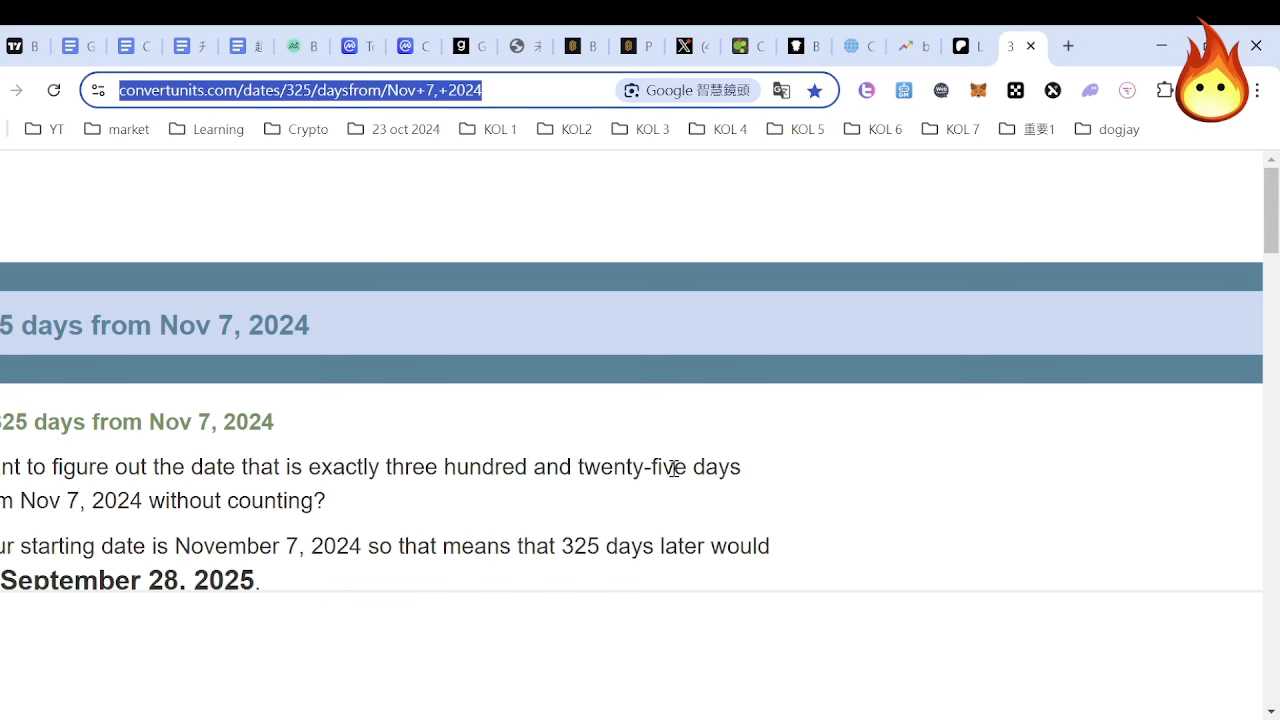 B
G
C
チ
走
B
T
C
G
B
P
(4
C
B
C
b
L
3
convertunits.com/dates/325/daysfrom/Nov+7,+2024
Google 智慧鏡頭
YT
market
Learning
Crypto
23 oct 2024
KOL 1
KOL2
KOL 3
KOL 4
KOL 5
KOL 6
KOL 7
重要1
dogjay
5 days from Nov 7, 2024
325 days from Nov 7, 2024
nt to figure out the date that is exactly three hundred and twenty-five days
m Nov 7, 2024 without counting?
ur starting date is November 7, 2024 so that means that 325 days later would
September 28, 2025.